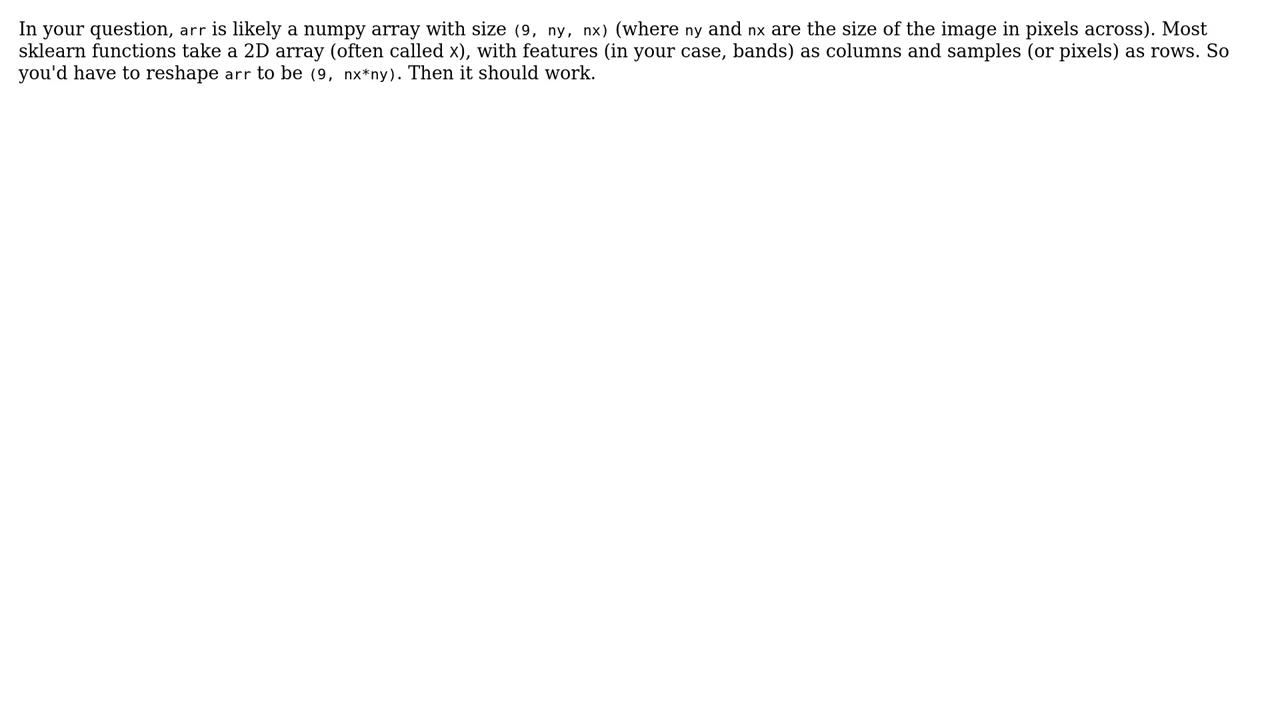 In your question, arr is likely a numpy array with size (9, ny, nx) (where ny and nx are the size of the image in pixels across). Most
sklearn functions take a 2D array (often called X), with features (in your case, bands) as columns and samples (or pixels) as rows. So
you'd have to reshape arr to be (9, nx*ny). Then it should work.